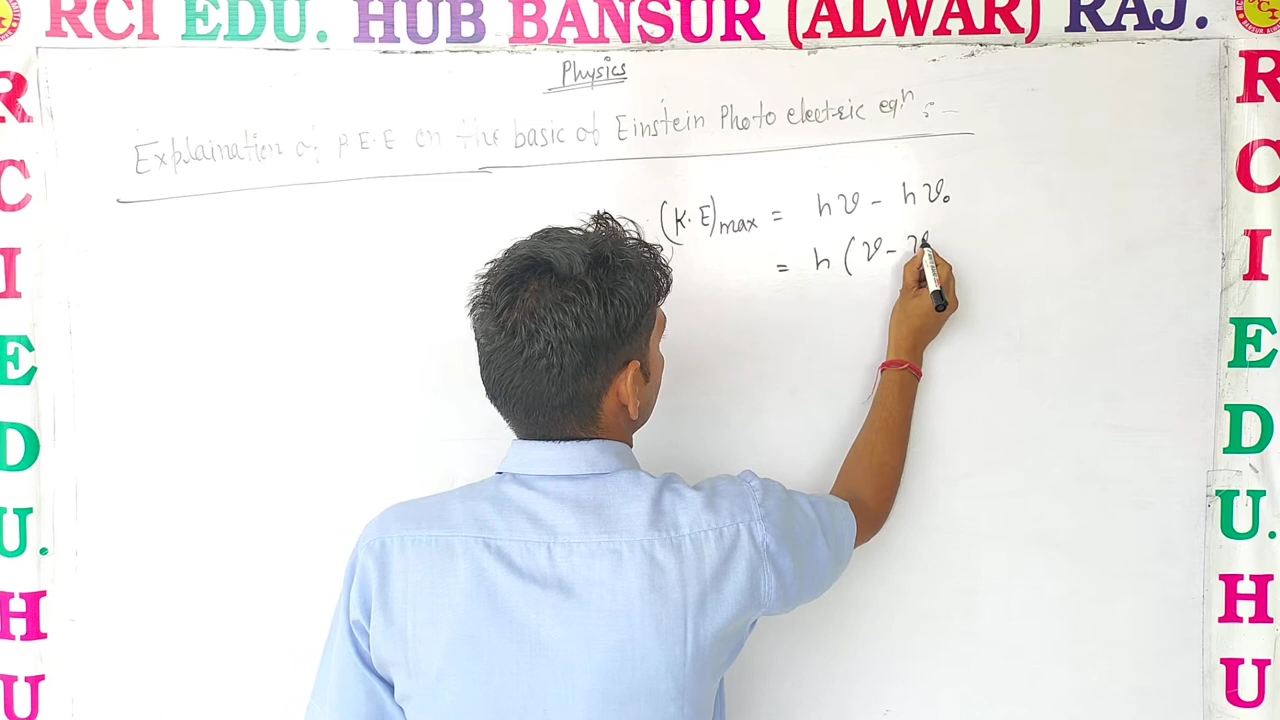 RCI EDU. HUB BANSUR (ALWAR) RAJ.
Physics
Explaination of P.E.E on the basic of Einstein Photo electric eqn :-
(K.E)max = hν - hν₀
= h (ν - ν
R
C
I
E
D
U.
H
U
R
C
I
E
D
U.
H
U